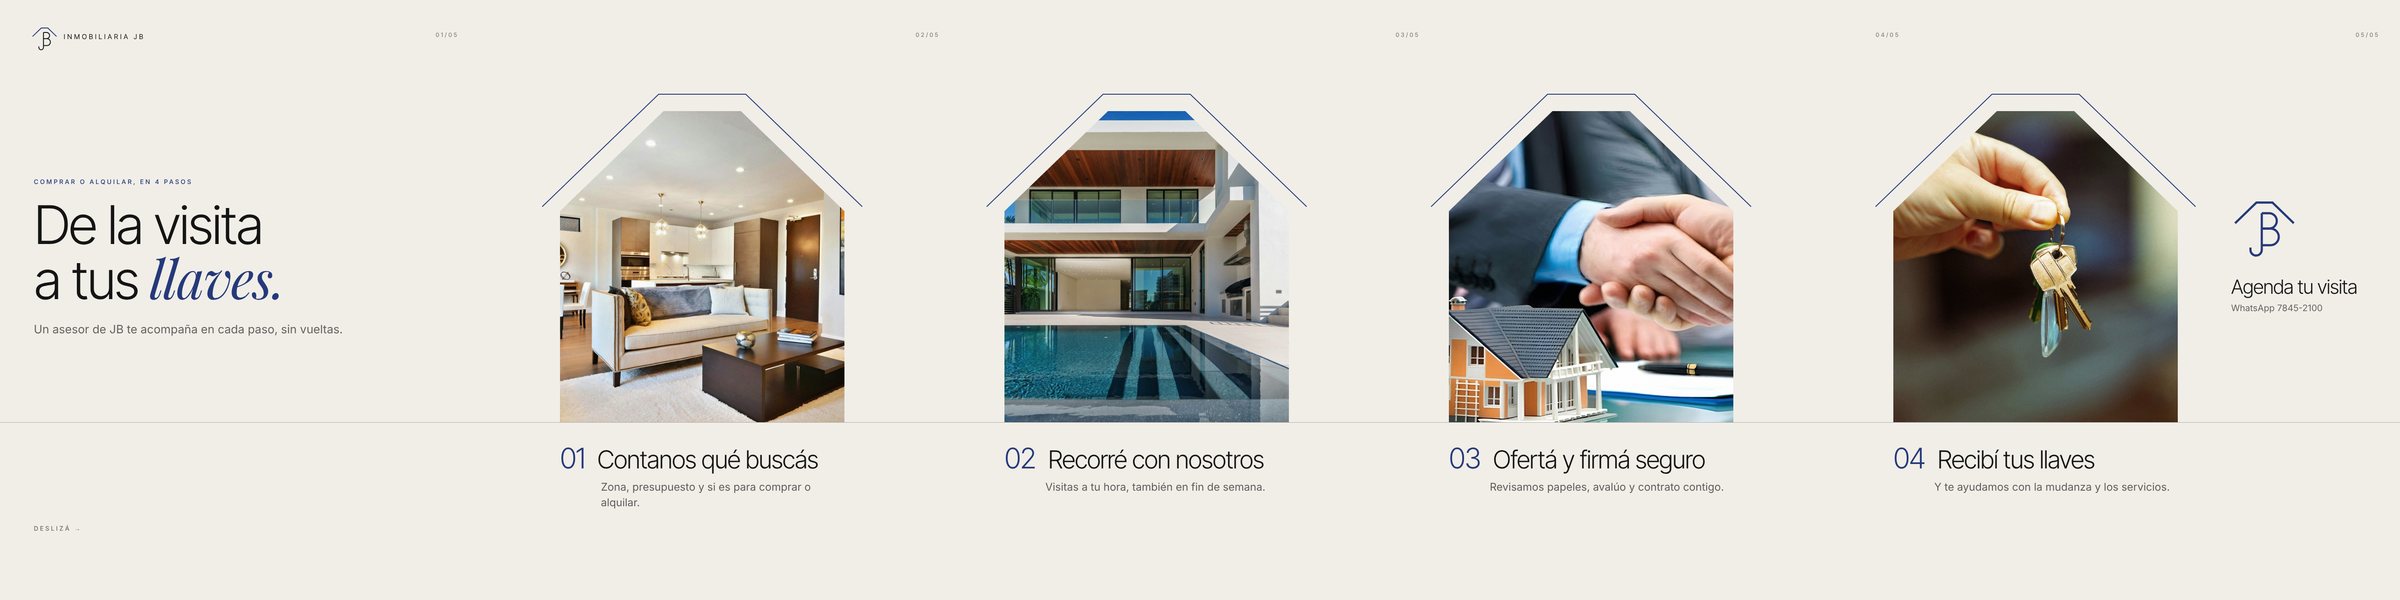 JB INMOBILIARIA JB
01/05
02/05
03/05
04/05
05/05
COMPRAR O ALQUILAR, EN 4 PASOS
De la visita
a tus llaves.
Un asesor de JB te acompaña en cada paso, sin vueltas.
DESLIZÁ →
01 Contanos qué buscás
Zona, presupuesto y si es para comprar o
alquilar.
02 Recorré con nosotros
Visitas a tu hora, también en fin de semana.
03 Ofertá y firmá seguro
Revisamos papeles, avalúo y contrato contigo.
04 Recibí tus llaves
Y te ayudamos con la mudanza y los servicios.
JB
Agenda tu visita
WhatsApp 7845-2100